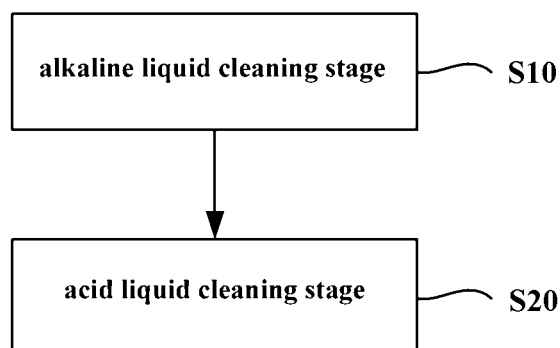 alkaline liquid cleaning stage
S10
acid liquid cleaning stage
S20